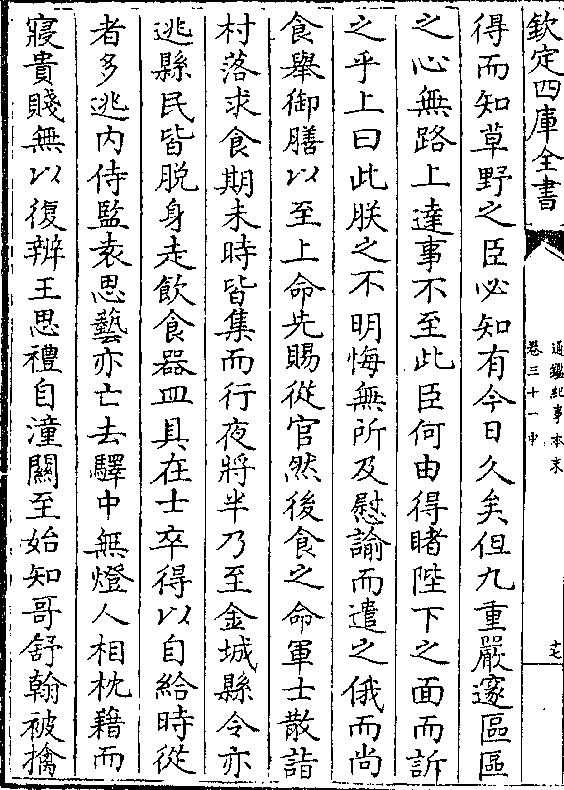 欽定四庫全書
通鑑紀事本末
卷三十一中
七
得而知草野之臣必知有今日久矣但九重嚴邃區區
之心無路上達事不至此臣何由得睹陛下之面而訴
之乎上曰此朕之不明悔無所及慰諭而遣之俄而尚
食舉御膳以至上命先賜從官然後食之命軍士散詣
村落求食期未時皆集而行夜將半乃至金城縣令亦
逃縣民皆脫身走飲食器皿具在士卒得以自給時從
者多逃内侍監袁思藝亦亡去驛中無燈人相枕藉而
寢貴賤無以復辨王思禮自潼關至始知哥舒翰被擒